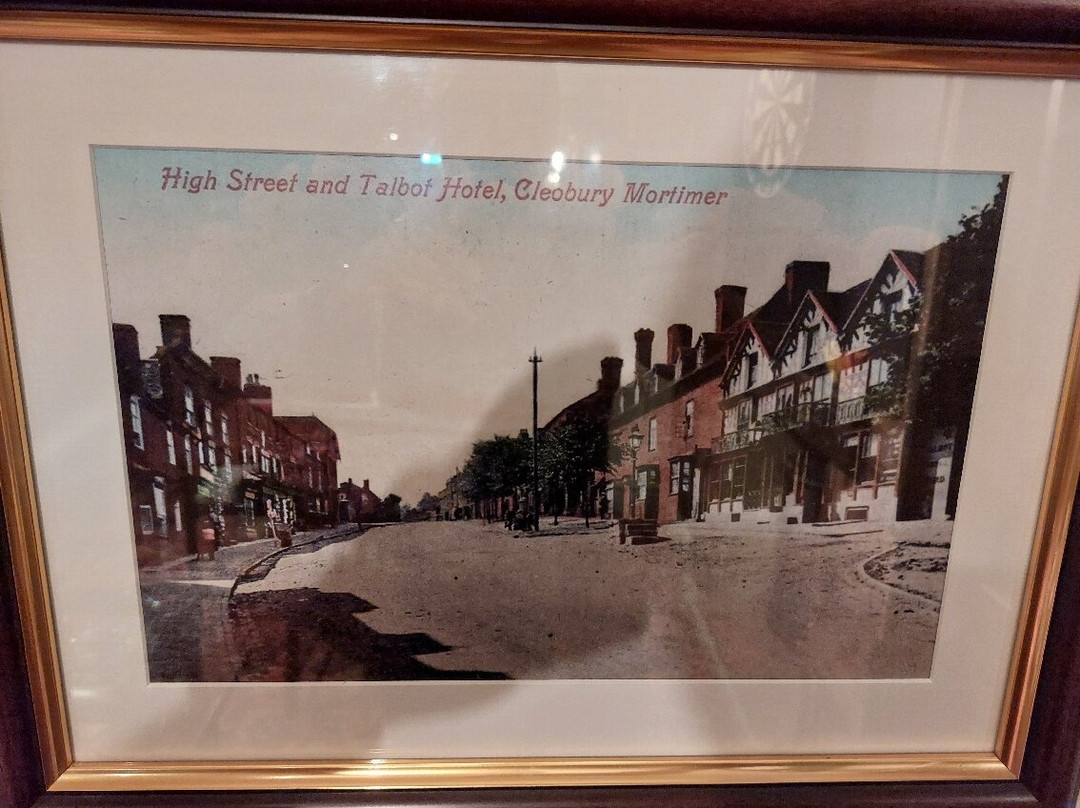 High Street and Talbot Hotel, Cleobury Mortimer